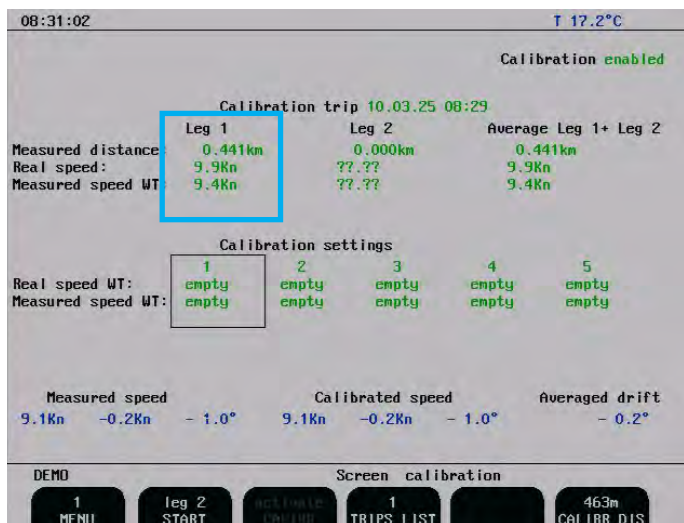 08:31:02 T 17.2°C
Calibration enabled
Calibration trip 10.03.25 08:29
Leg 1 Leg 2 Average Leg 1+ Leg 2
Measured distance: 0.441km 0.000km 0.441km
Real speed: 9.9Kn ??.?? 9.9Kn
Measured speed WT: 9.4Kn ??.?? 9.4Kn
Calibration settings
1 2 3 4 5
Real speed WT: empty empty empty empty empty
Measured speed WT: empty empty empty empty empty
Measured speed Calibrated speed Averaged drift
9.1Kn -0.2Kn - 1.0° 9.1Kn -0.2Kn - 1.0° - 0.2°
DEMO Screen calibration
1 leg 2 activate 1 463m
MENU START TRIPS LIST CALIBR DIS